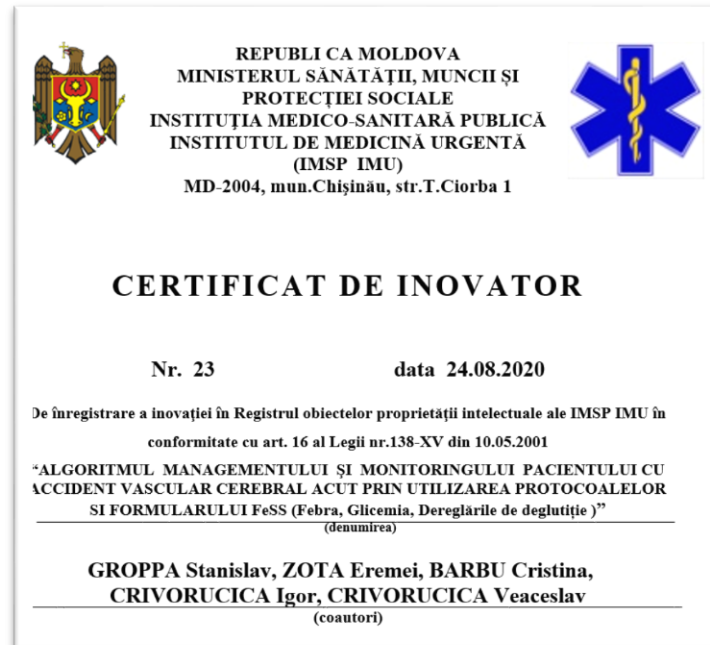 REPUBLI CA MOLDOVA
MINISTERUL SĂNĂTĂȚII, MUNCII ȘI
PROTECȚIEI SOCIALE
INSTITUȚIA MEDICO-SANITARĂ PUBLICĂ
INSTITUTUL DE MEDICINĂ URGENTĂ
(IMSP IMU)
MD-2004, mun.Chișinău, str.T.Ciorba 1
CERTIFICAT DE INOVATOR
Nr. 23 data 24.08.2020
De înregistrare a inovației în Registrul obiectelor proprietății intelectuale ale IMSP IMU în
conformitate cu art. 16 al Legii nr.138-XV din 10.05.2001
“ALGORITMUL MANAGEMENTULUI ȘI MONITORINGULUI PACIENTULUI CU
ACCIDENT VASCULAR CEREBRAL ACUT PRIN UTILIZAREA PROTOCOALELOR
SI FORMULARULUI FeSS (Febra, Glicemia, Dereglările de deglutiție )”
(denumirea)
GROPPA Stanislav, ZOTA Eremei, BARBU Cristina,
CRIVORUCICA Igor, CRIVORUCICA Veaceslav
(coautori)